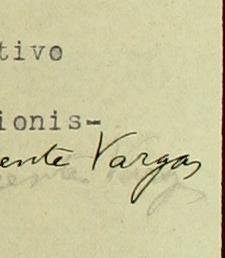 tivo
ionis-
ente Vargas